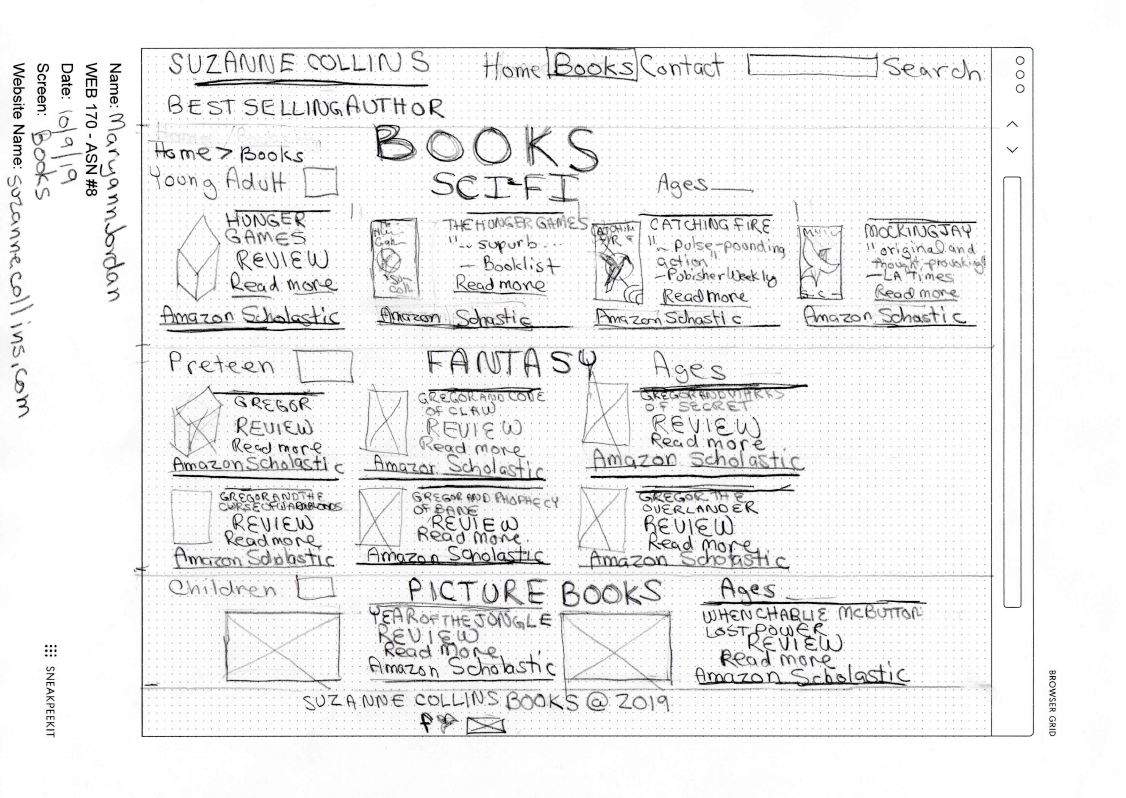 Name: Maryann Jordan
WEB 170 - ASN #8
Date: 10/9/19
Screen: Books
Website Name: suzannecollins.com
SUZANNE COLLINS
Home Books Contact Search
BEST SELLING AUTHOR
BOOKS
Home > Books
Young Adult SCI-FI Ages
HUNGER
GAMES
REVIEW
Read more
Amazon Scholastic
THE HUNGER GAMES
"... supurb...
- Booklist
Read more
Amazon Schastic
CATCHING FIRE
"~ Pulse-pounding
action"
- Pubisher Weekly
Read more
Amazon Schastic
MOCKINGJAY
"original and
thought, provoking"
- LA Times
Read more
Amazon Schastic
Preteen FANTASY Ages
GREGOR
REVIEW
Read more
Amazon Scholastic
GREGOR AND CODE
OF CLAW
REVIEW
Read more
Amazon Scholastic
GREGOR AND MARKS
OF SECRET
REVIEW
Read more
Amazon Scholastic
GREGOR AND THE
CURSE OF WARMBLOODS
REVIEW
Read more
Amazon Scholastic
GREGOR AND PROPHECY
OF BANE
REVIEW
Read more
Amazon Scholastic
GREGOR THE
OVERLANDER
REVIEW
Read more
Amazon Scholastic
Children PICTURE BOOKS Ages
YEAR OF THE JUNGLE
REVIEW
Read More
Amazon Scholastic
WHEN CHARLIE MCBUTTON
LOST POWER
REVIEW
Read more
Amazon Scholastic
SUZANNE COLLINS BOOKS @ 2019
SNEAKPEEKIT
BROWSER GRID